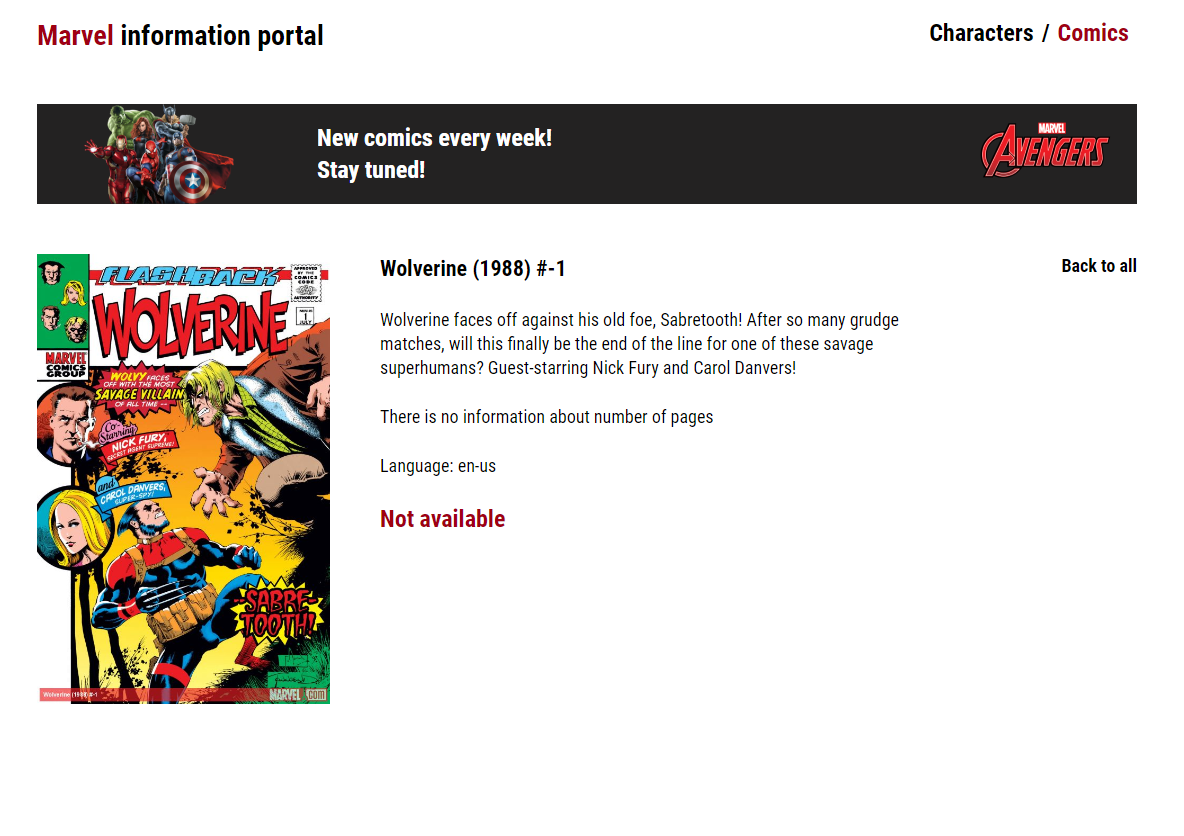 Marvel information portal
Characters / Comics
New comics every week!
Stay tuned!
MARVEL
AVENGERS
FLASHBACK
WOLVERINE
APPROVED
BY THE
COMICS
CODE
AUTHORITY
1
JULY
MARVEL
COMICS
GROUP
WOLVY FACES
OFF WITH THE MOST
SAVAGE VILLAIN
OF ALL TIME --
Co-
Starring
NICK FURY,
SECRET AGENT SUPREME!
and
CAROL DANVERS,
SUPER-SPY!
--SABRE-
TOOTH!
Wolverine (1988) #-1
MARVEL.COM
Wolverine (1988) #-1
Back to all
Wolverine faces off against his old foe, Sabretooth! After so many grudge
matches, will this finally be the end of the line for one of these savage
superhumans? Guest-starring Nick Fury and Carol Danvers!
There is no information about number of pages
Language: en-us
Not available